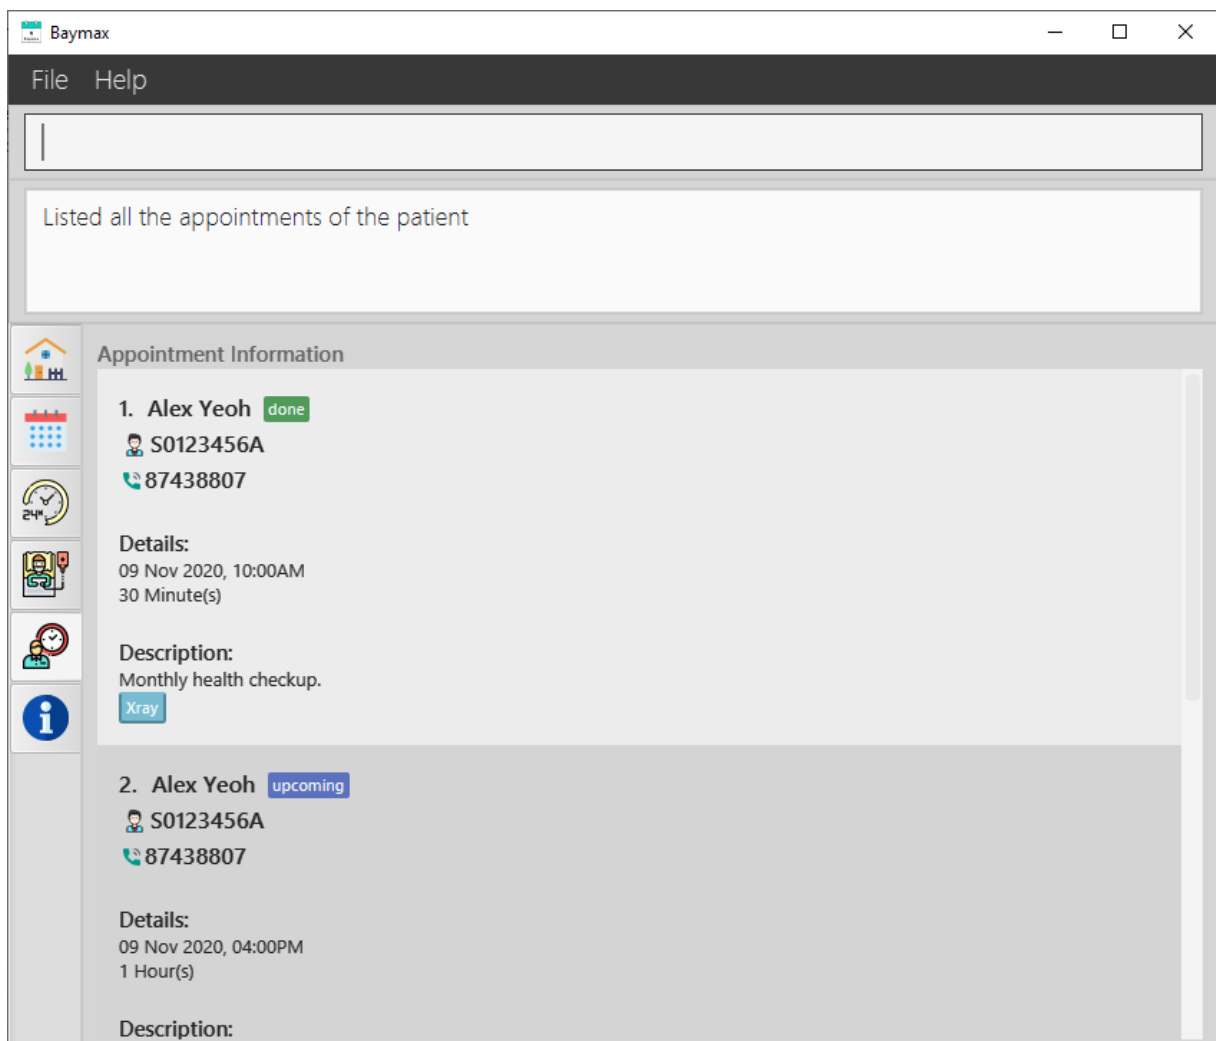 Baymax
File Help
Listed all the appointments of the patient
Appointment Information
1. Alex Yeoh done
S0123456A
87438807
Details:
09 Nov 2020, 10:00AM
30 Minute(s)
Description:
Monthly health checkup.
Xray
2. Alex Yeoh upcoming
S0123456A
87438807
Details:
09 Nov 2020, 04:00PM
1 Hour(s)
Description:
24H